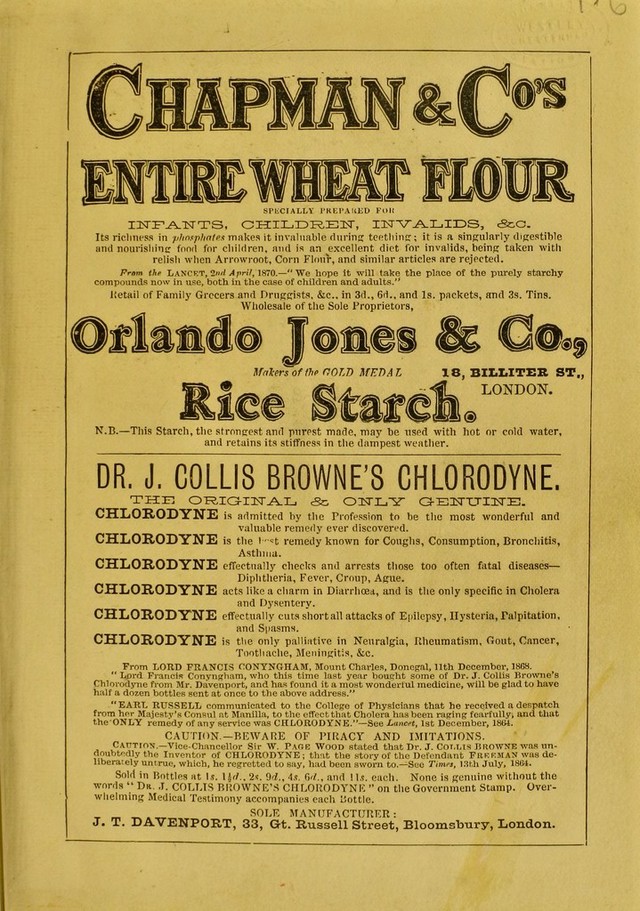 CHAPMAN & Co's
ENTIRE WHEAT FLOUR
SPECIALLY PREPARED FOR
INFANTS, CHILDREN, INVALIDS, &C.
Its richness in phosphates makes it invaluable during teething; it is a singularly digestible
and nourishing food for children, and is an excellent diet for invalids, being taken with
relish when Arrowroot, Corn Flour, and similar articles are rejected.
From the LANCET, 2nd April, 1870.—"We hope it will take the place of the purely starchy
compounds now in use, both in the case of children and adults."
Retail of Family Grocers and Druggists, &c., in 3d., 6d., and 1s. packets, and 3s. Tins.
Wholesale of the Sole Proprietors,
Orlando Jones & Co.,
Makers of the GOLD MEDAL 18, BILLITER ST.,
Rice Starch. LONDON.
N.B.—This Starch, the strongest and purest made, may be used with hot or cold water,
and retains its stiffness in the dampest weather.
DR. J. COLLIS BROWNE'S CHLORODYNE.
THE ORIGINAL & ONLY GENUINE.
CHLORODYNE is admitted by the Profession to be the most wonderful and
valuable remedy ever discovered.
CHLORODYNE is the best remedy known for Coughs, Consumption, Bronchitis,
Asthma.
CHLORODYNE effectually checks and arrests those too often fatal diseases—
Diphtheria, Fever, Croup, Ague.
CHLORODYNE acts like a charm in Diarrhœa, and is the only specific in Cholera
and Dysentery.
CHLORODYNE effectually cuts short all attacks of Epilepsy, Hysteria, Palpitation,
and Spasms.
CHLORODYNE is the only palliative in Neuralgia, Rheumatism, Gout, Cancer,
Toothache, Meningitis, &c.
From LORD FRANCIS CONYNGHAM, Mount Charles, Donegal, 11th December, 1868.
"Lord Francis Conyngham, who this time last year bought some of Dr. J. Collis Browne's
Chlorodyne from Mr. Davenport, and has found it a most wonderful medicine, will be glad to have
half a dozen bottles sent at once to the above address."
"EARL RUSSELL communicated to the College of Physicians that he received a despatch
from her Majesty's Consul at Manilla, to the effect that Cholera has been raging fearfully, and that
the ONLY remedy of any service was CHLORODYNE."—See Lancet, 1st December, 1864.
CAUTION.—BEWARE OF PIRACY AND IMITATIONS.
CAUTION.—Vice-Chancellor Sir W. PAGE WOOD stated that Dr. J. COLLIS BROWNE was un-
doubtedly the Inventor of CHLORODYNE; that the story of the Defendant FREEMAN was de-
liberately untrue, which, he regretted to say, had been sworn to.—See Times, 13th July, 1864.
Sold in Bottles at 1s. 1½d., 2s. 9d., 4s. 6d., and 11s. each. None is genuine without the
words "DR. J. COLLIS BROWNE'S CHLORODYNE" on the Government Stamp. Over-
whelming Medical Testimony accompanies each Bottle.
SOLE MANUFACTURER:
J. T. DAVENPORT, 33, Gt. Russell Street, Bloomsbury, London.